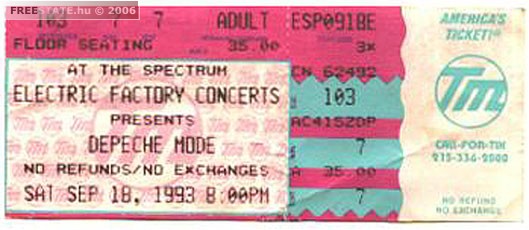 FREESTATE.hu © 2006
103 7 7 ADULT ESP0918E
FLOOR SEATING 35.00 3X
AT THE SPECTRUM
ELECTRIC FACTORY CONCERTS
PRESENTS
DEPECHE MODE
NO REFUNDS/NO EXCHANGES
SAT SEP 18, 1993 8:00PM
CN 62492
103
AC4152DP
7
A 35.00
7
AMERICA'S
TICKET!®
Tm
CALL-FOR-TIX
215-336-2000
NO REFUND
NO EXCHANGE